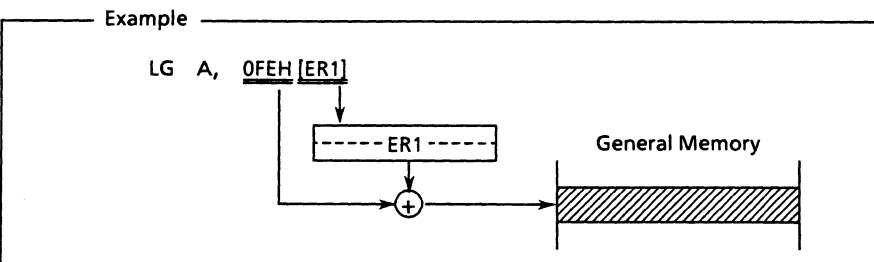 Example
LG A, 0FEH [ER1]
ER1
General Memory
+